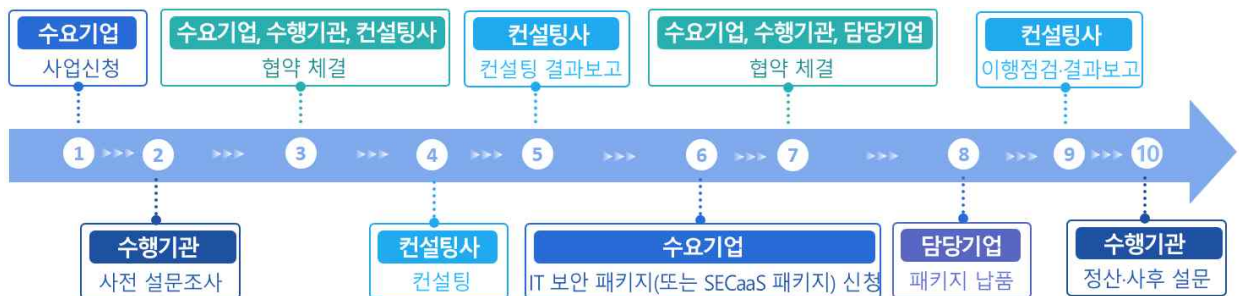 수요기업
사업신청
수요기업, 수행기관, 컨설팅사
협약 체결
컨설팅사
컨설팅 결과보고
수요기업, 수행기관, 담당기업
협약 체결
컨설팅사
이행점검·결과보고
1 >>> 2 >>> 3 >>> 4 >>> 5 >>> 6 >>> 7 >>> 8 >>> 9 >>> 10
수행기관
사전 설문조사
컨설팅사
컨설팅
수요기업
IT 보안 패키지(또는 SECaaS 패키지) 신청
담당기업
패키지 납품
수행기관
정산·사후 설문